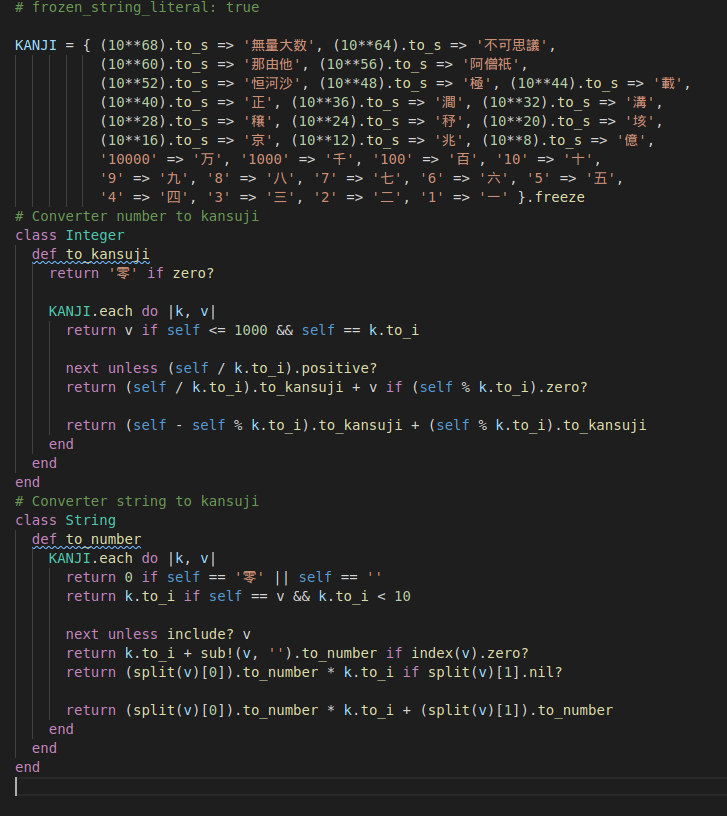 # frozen_string_literal: true
KANJI = { (10**68).to_s => '無量大数', (10**64).to_s => '不可思議',
(10**60).to_s => '那由他', (10**56).to_s => '阿僧祇',
(10**52).to_s => '恒河沙', (10**48).to_s => '極', (10**44).to_s => '載',
(10**40).to_s => '正', (10**36).to_s => '澗', (10**32).to_s => '溝',
(10**28).to_s => '穣', (10**24).to_s => '秄', (10**20).to_s => '垓',
(10**16).to_s => '京', (10**12).to_s => '兆', (10**8).to_s => '億',
'10000' => '万', '1000' => '千', '100' => '百', '10' => '十',
'9' => '九', '8' => '八', '7' => '七', '6' => '六', '5' => '五',
'4' => '四', '3' => '三', '2' => '二', '1' => '一' }.freeze
# Converter number to kansuji
class Integer
def to_kansuji
return '零' if zero?
KANJI.each do |k, v|
return v if self <= 1000 && self == k.to_i
next unless (self / k.to_i).positive?
return (self / k.to_i).to_kansuji + v if (self % k.to_i).zero?
return (self - self % k.to_i).to_kansuji + (self % k.to_i).to_kansuji
end
end
end
# Converter string to kansuji
class String
def to_number
KANJI.each do |k, v|
return 0 if self == '零' || self == ''
return k.to_i if self == v && k.to_i < 10
next unless include? v
return k.to_i + sub!(v, '').to_number if index(v).zero?
return (split(v)[0]).to_number * k.to_i if split(v)[1].nil?
return (split(v)[0]).to_number * k.to_i + (split(v)[1]).to_number
end
end
end